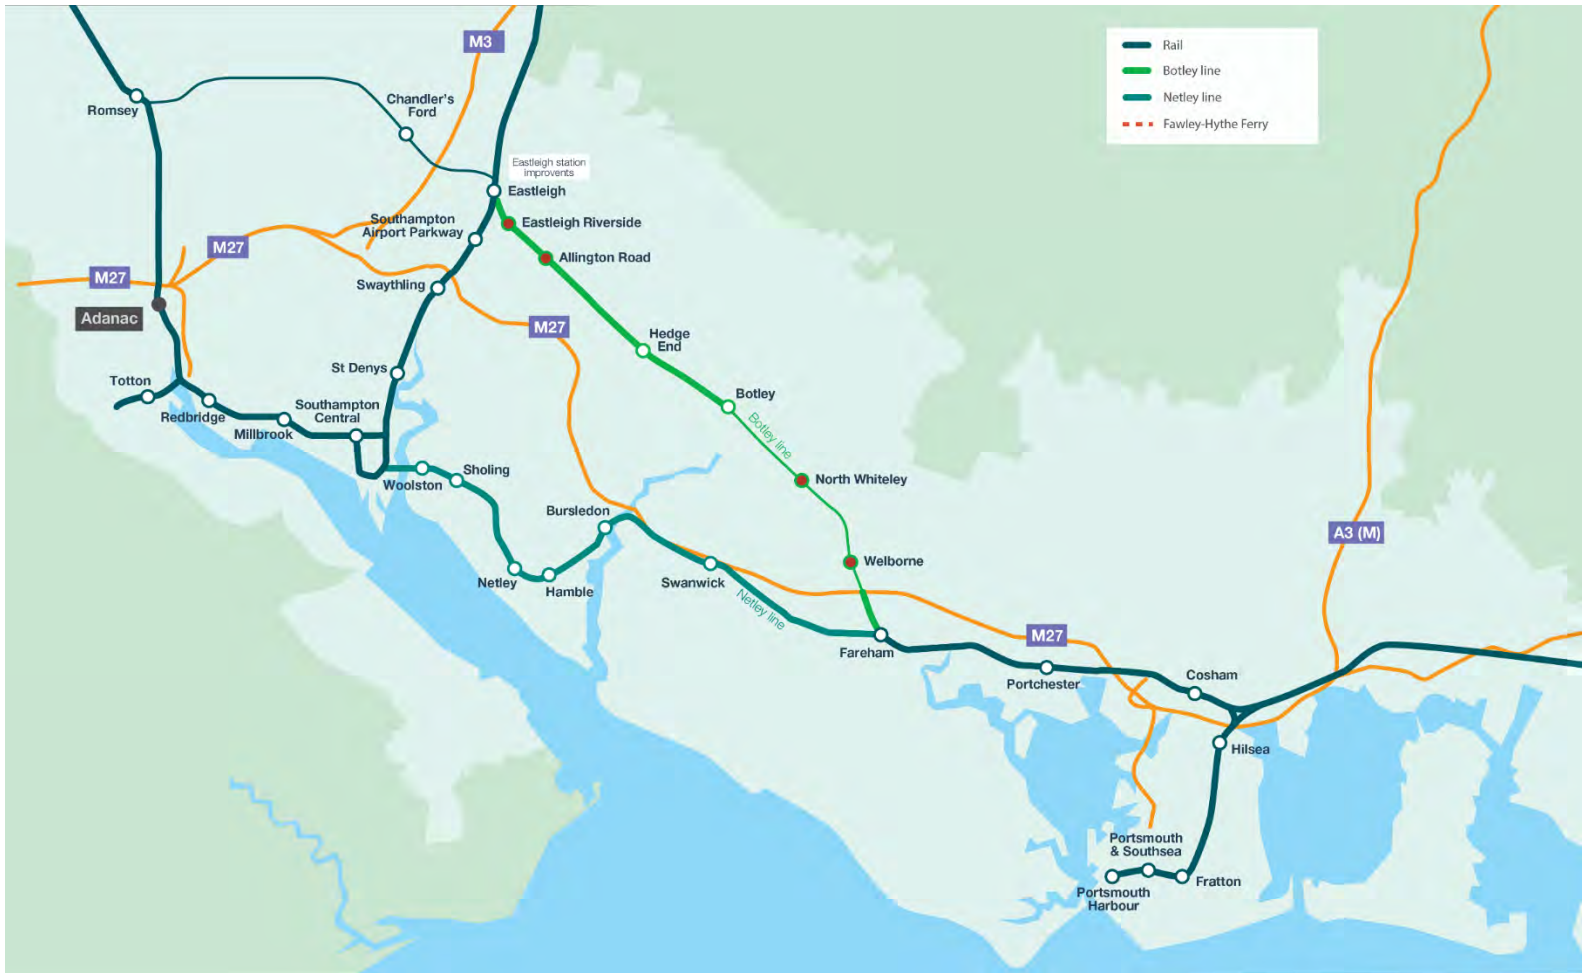 M3
Rail
Botley line
Netley line
Fawley-Hythe Ferry
Romsey
Chandler's
Ford
Eastleigh station
improvents
Eastleigh
Southampton
Airport Parkway
Eastleigh Riverside
M27
Allington Road
M27
Swaythling
Adanac
M27
Hedge
End
St Denys
Totton
Botley
Redbridge
Southampton
Central
Millbrook
Botley line
Woolston
Sholing
North Whiteley
Bursledon
A3 (M)
Netley
Hamble
Swanwick
Welborne
Netley line
M27
Fareham
Portchester
Cosham
Hilsea
Portsmouth
& Southsea
Fratton
Portsmouth
Harbour